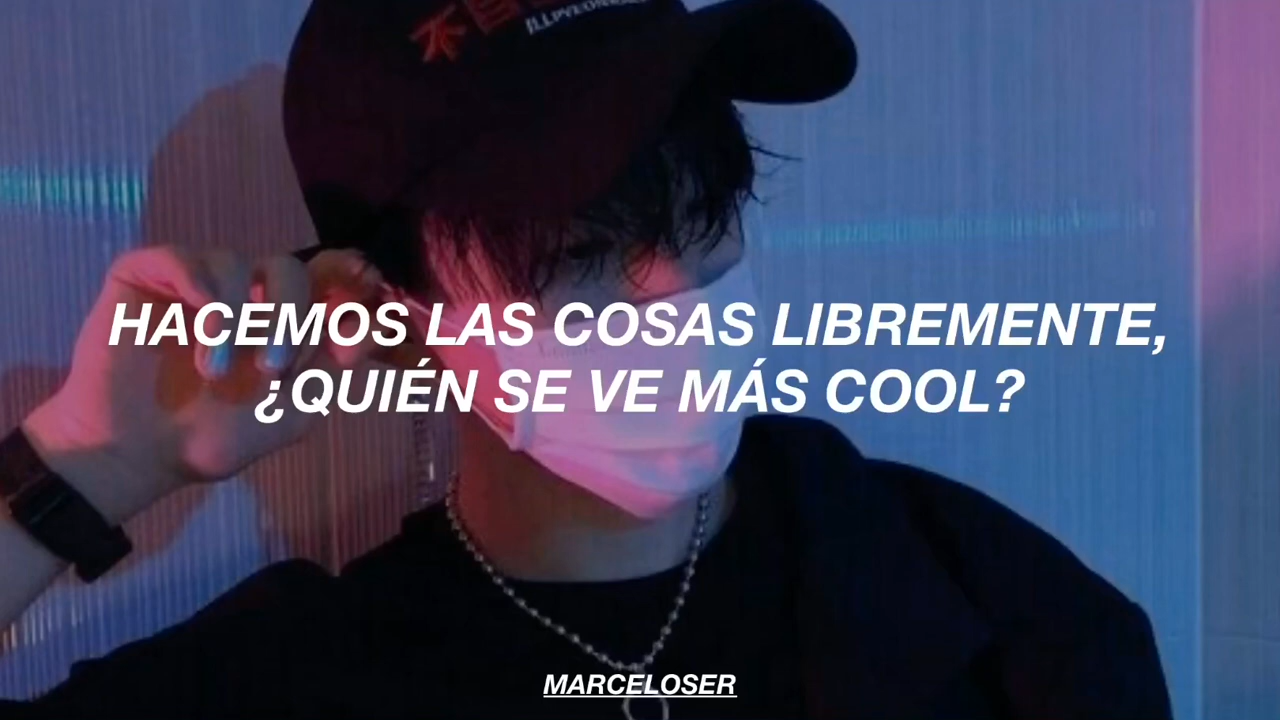 HACEMOS LAS COSAS LIBREMENTE,
¿QUIÉN SE VE MÁS COOL?
MARCELOSER